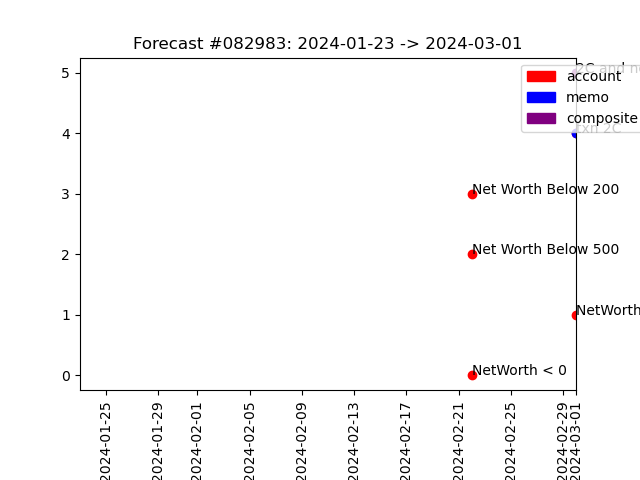 Forecast #082983: 2024-01-23 -> 2024-03-01
5
4
3
2
1
0
2C and
account
memo
composite
txn 2C
Net Worth Below 200
Net Worth Below 500
NetWorth
NetWorth < 0
2024-01-25
2024-01-29
2024-02-01
2024-02-05
2024-02-09
2024-02-13
2024-02-17
2024-02-21
2024-02-25
2024-02-29
2024-03-01